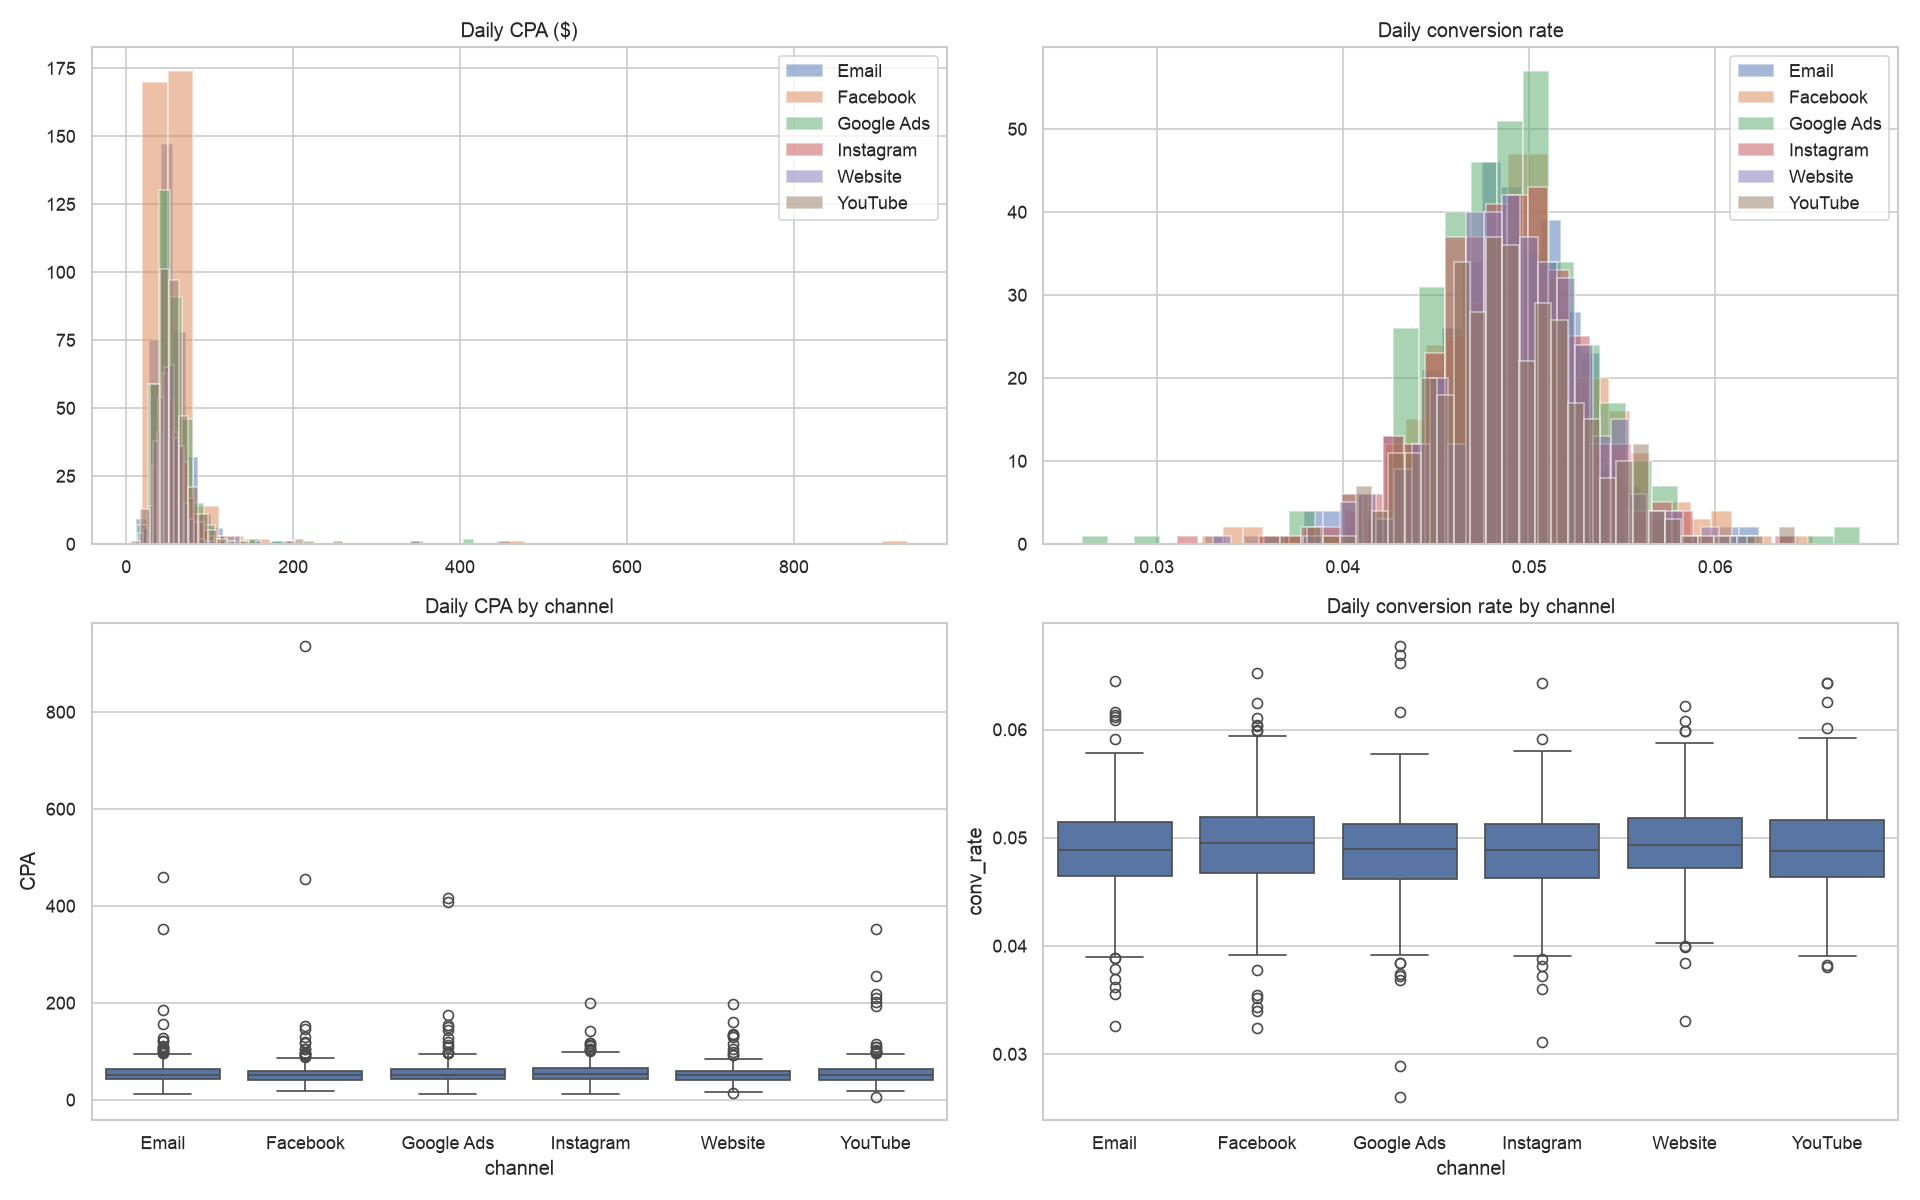 Daily CPA ($)
175
150
125
100
75
50
25
0
0
200
400
600
800
Email
Facebook
Google Ads
Instagram
Website
YouTube
Daily conversion rate
50
40
30
20
10
0
0.03
0.04
0.05
0.06
Email
Facebook
Google Ads
Instagram
Website
YouTube
Daily CPA by channel
CPA
800
600
400
200
0
Email
Facebook
Google Ads
Instagram
Website
YouTube
channel
Daily conversion rate by channel
conv_rate
0.06
0.05
0.04
0.03
Email
Facebook
Google Ads
Instagram
Website
YouTube
channel